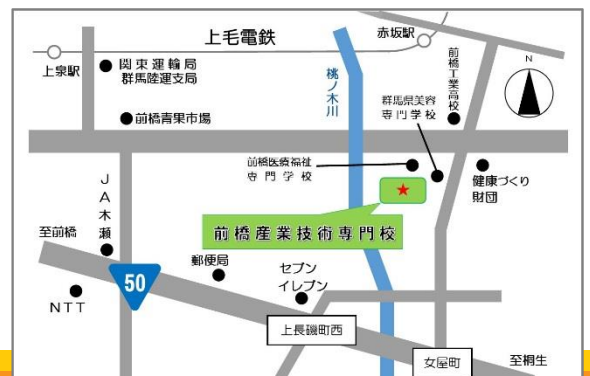 上毛電鉄
赤坂駅
上泉駅
関東運輸局
群馬陸運支局
桃ノ木川
前橋工業高校
N
群馬県美容
専門学校
前橋青果市場
前橋医療福祉
専門学校
健康づくり
財団
JA木瀬
前橋産業技術専門校
至前橋
郵便局
セブン
イレブン
50
NTT
上長磯町西
女屋町
至桐生